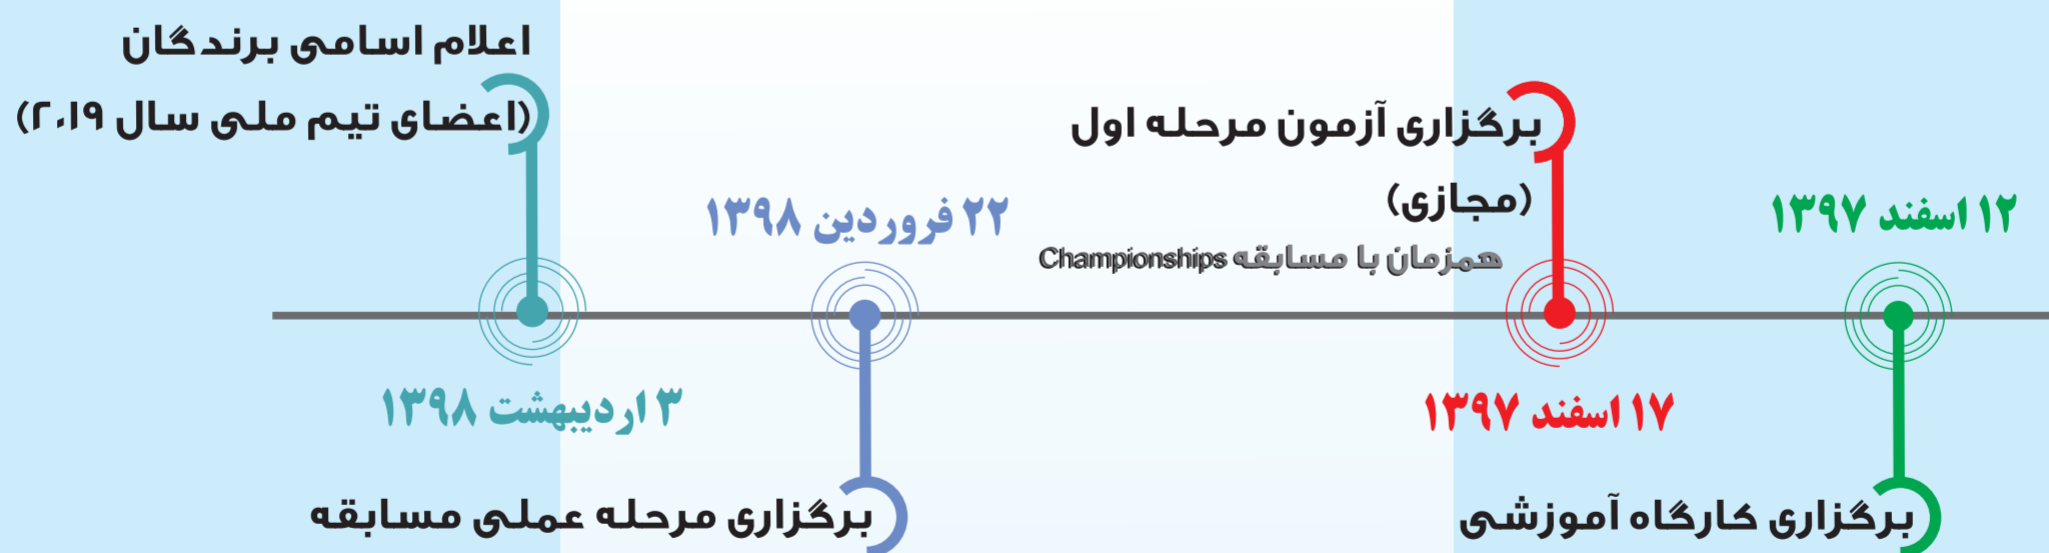 ۱۲ اسفند ۱۳۹۷
برگزاری کارگاه آموزشی
برگزاری آزمون مرحله اول
(مجازی)
همزمان با مسابقه Championships
۱۷ اسفند ۱۳۹۷
۲۲ فروردین ۱۳۹۸
برگزاری مرحله عملی مسابقه
اعلام اسامی برندگان
(اعضای تیم ملی سال ۲۰۱۹)
۳ اردیبهشت ۱۳۹۸